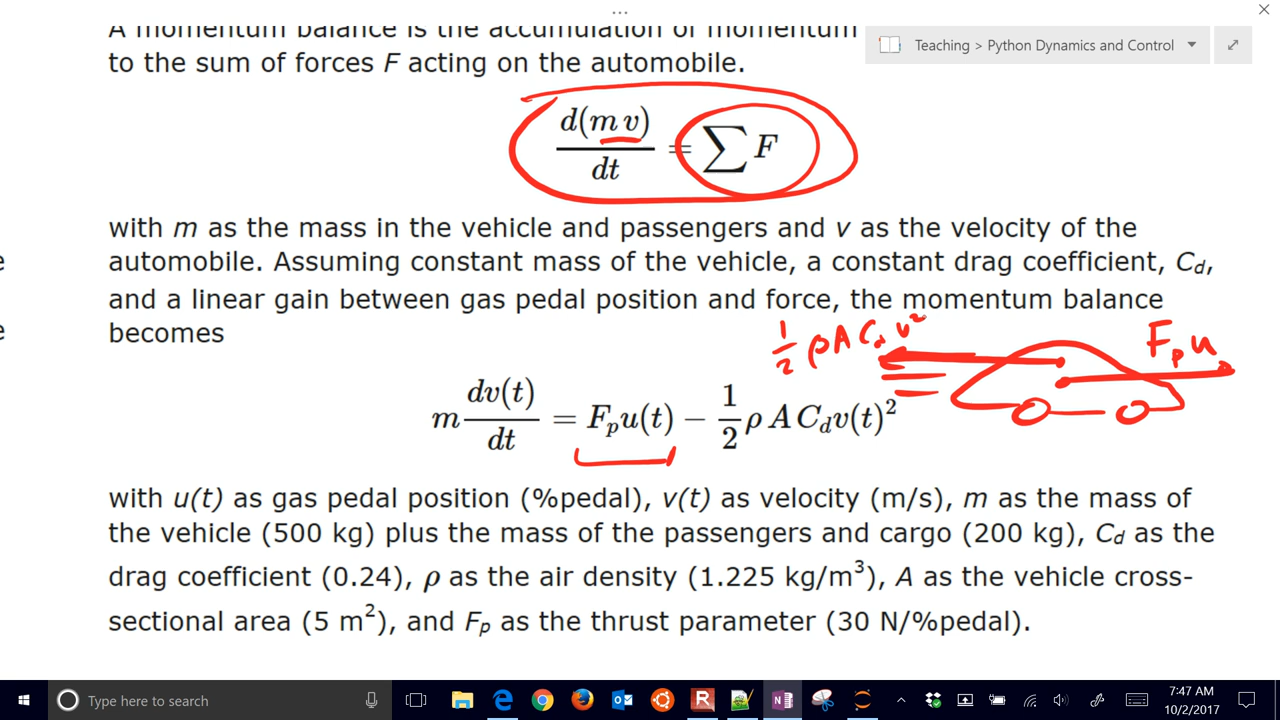 ...
A momentum balance is the accumulation of momentum
Teaching > Python Dynamics and Control
to the sum of forces F acting on the automobile.
d(m v)/dt = ∑ F
with m as the mass in the vehicle and passengers and v as the velocity of the
automobile. Assuming constant mass of the vehicle, a constant drag coefficient, C_d,
and a linear gain between gas pedal position and force, the momentum balance
becomes
1/2 ρ A C_d v²
F_p u
m dv(t)/dt = F_p u(t) − 1/2 ρ A C_d v(t)²
with u(t) as gas pedal position (%pedal), v(t) as velocity (m/s), m as the mass of
the vehicle (500 kg) plus the mass of the passengers and cargo (200 kg), C_d as the
drag coefficient (0.24), ρ as the air density (1.225 kg/m³), A as the vehicle cross-
sectional area (5 m²), and F_p as the thrust parameter (30 N/%pedal).
Type here to search
7:47 AM
10/2/2017